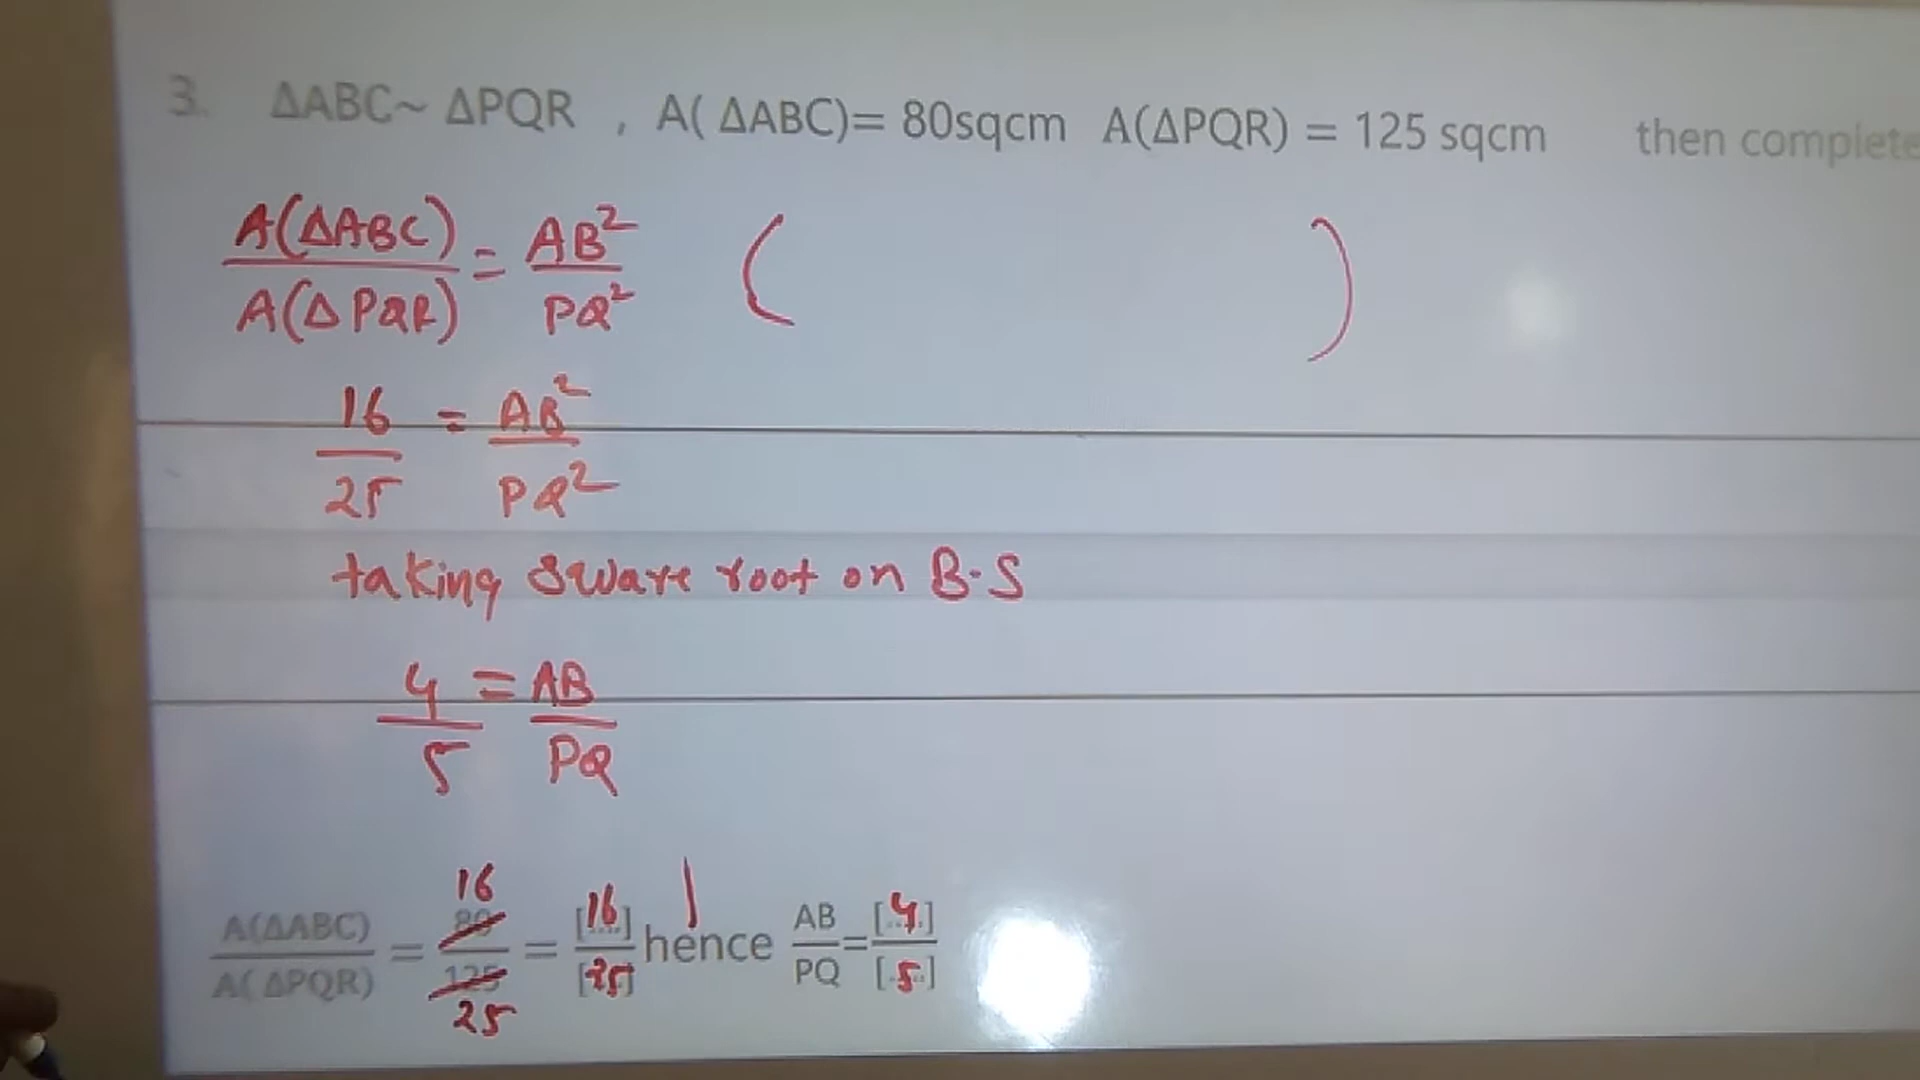 3. ΔABC~ ΔPQR , A( ΔABC)= 80sqcm A(ΔPQR) = 125 sqcm then complete
A(ΔABC)/A(ΔPQR) = AB²/PQ² ( )
16/25 = AB²/PQ²
taking sware root on B.S
4/5 = AB/PQ
16
A(ΔABC)/A(ΔPQR) = 80/125 = [16]/[25] hence AB/PQ=[4]/[5]
25